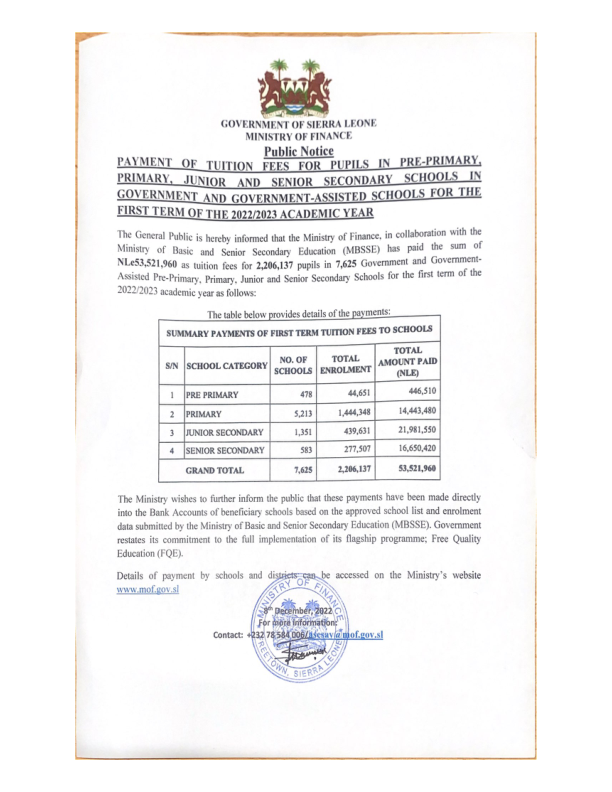 GOVERNMENT OF SIERRA LEONE
MINISTRY OF FINANCE
Public Notice
PAYMENT OF TUITION FEES FOR PUPILS IN PRE-PRIMARY,
PRIMARY, JUNIOR AND SENIOR SECONDARY SCHOOLS IN
GOVERNMENT AND GOVERNMENT-ASSISTED SCHOOLS FOR THE
FIRST TERM OF THE 2022/2023 ACADEMIC YEAR
The General Public is hereby informed that the Ministry of Finance, in collaboration with the
Ministry of Basic and Senior Secondary Education (MBSSE) has paid the sum of
NLe53,521,960 as tuition fees for 2,206,137 pupils in 7,625 Government and Government-
Assisted Pre-Primary, Primary, Junior and Senior Secondary Schools for the first term of the
2022/2023 academic year as follows:
The table below provides details of the payments:
SUMMARY PAYMENTS OF FIRST TERM TUITION FEES TO SCHOOLS
S/N SCHOOL CATEGORY NO. OF SCHOOLS TOTAL ENROLMENT TOTAL AMOUNT PAID (NLE)
1 PRE PRIMARY 478 44,651 446,510
2 PRIMARY 5,213 1,444,348 14,443,480
3 JUNIOR SECONDARY 1,351 439,631 21,981,550
4 SENIOR SECONDARY 583 277,507 16,650,420
GRAND TOTAL 7,625 2,206,137 53,521,960
The Ministry wishes to further inform the public that these payments have been made directly
into the Bank Accounts of beneficiary schools based on the approved school list and enrolment
data submitted by the Ministry of Basic and Senior Secondary Education (MBSSE). Government
restates its commitment to the full implementation of its flagship programme; Free Quality
Education (FQE).
Details of payment by schools and districts can be accessed on the Ministry's website
www.mof.gov.sl
MINISTRY OF FINANCE
8th December, 2022
For more information:
Contact: +232 78 584 006/asesay@mof.gov.sl
FREETOWN, SIERRA LEONE